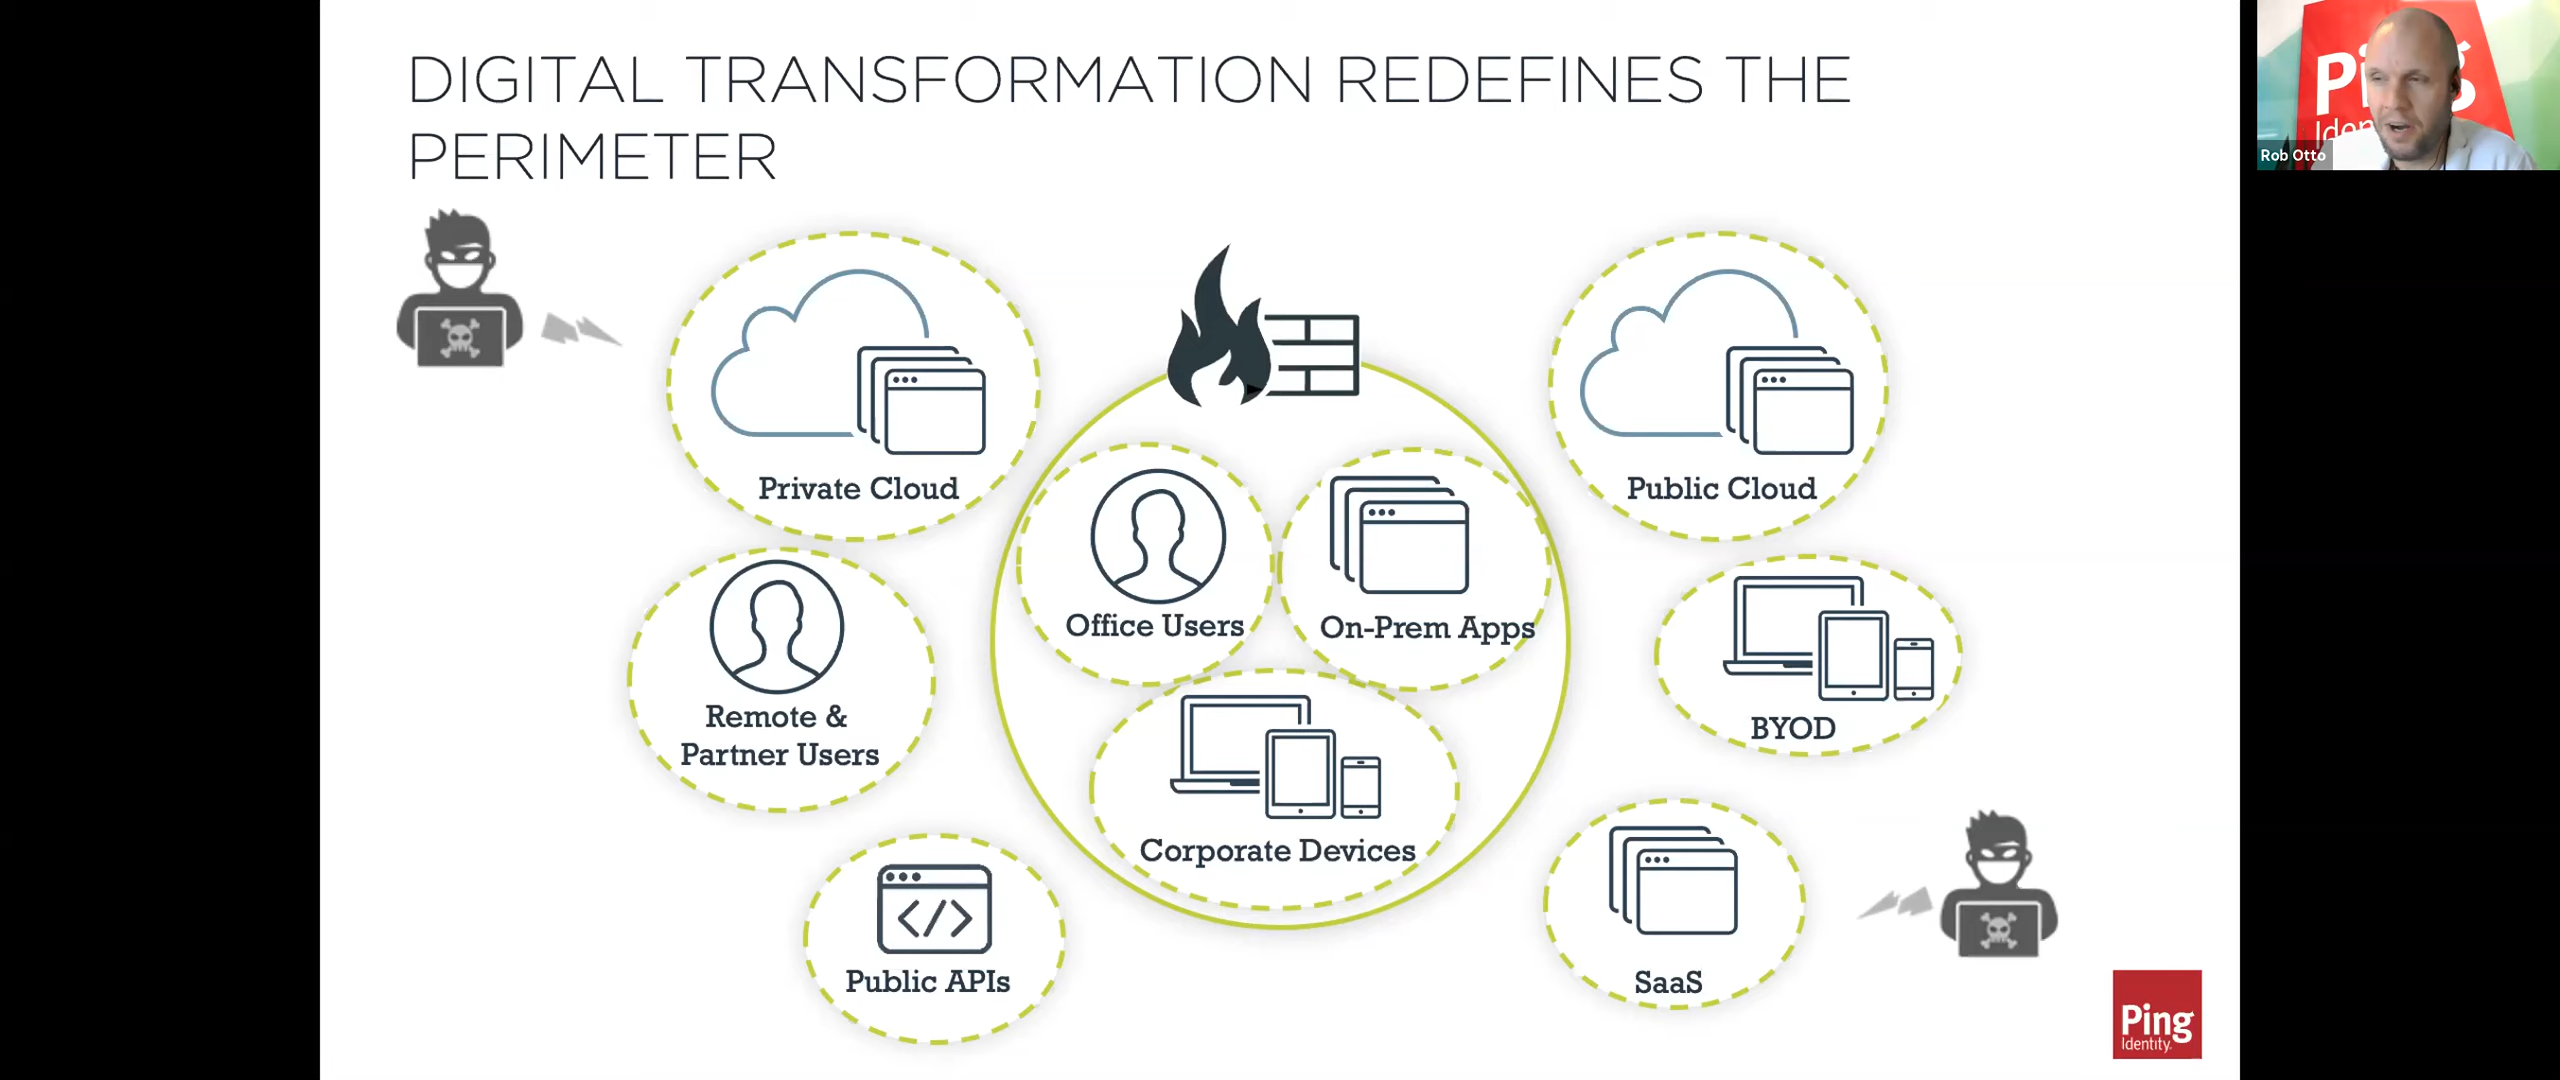 DIGITAL TRANSFORMATION REDEFINES THE
PERIMETER
Rob Otto
Private Cloud
Public Cloud
Office Users
On-Prem Apps
Remote &
Partner Users
BYOD
Corporate Devices
Public APIs
SaaS
Ping
Identity.